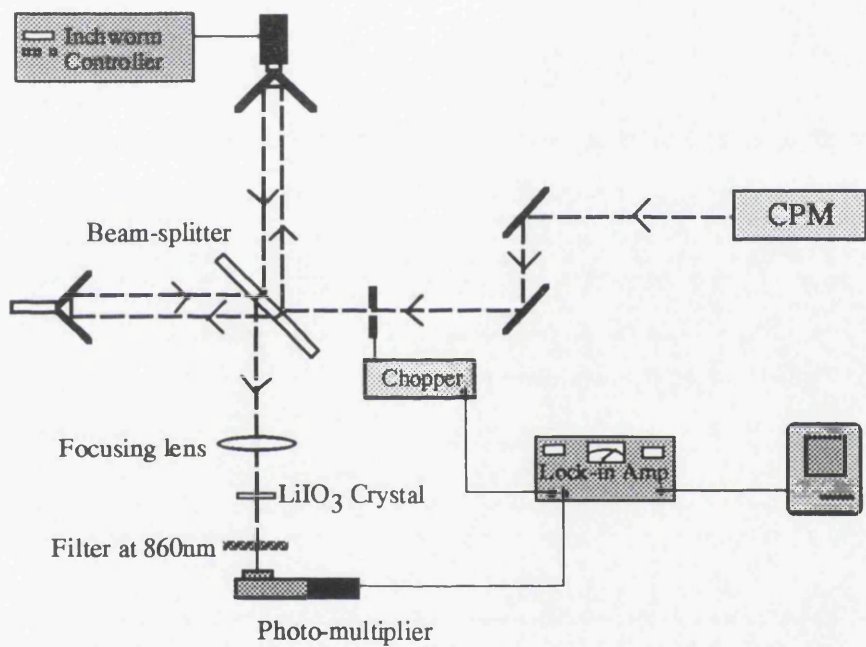 Inchworm
Controller
CPM
Beam-splitter
Chopper
Focusing lens
Lock-in Amp
LiIO3 Crystal
Filter at 860nm
Photo-multiplier